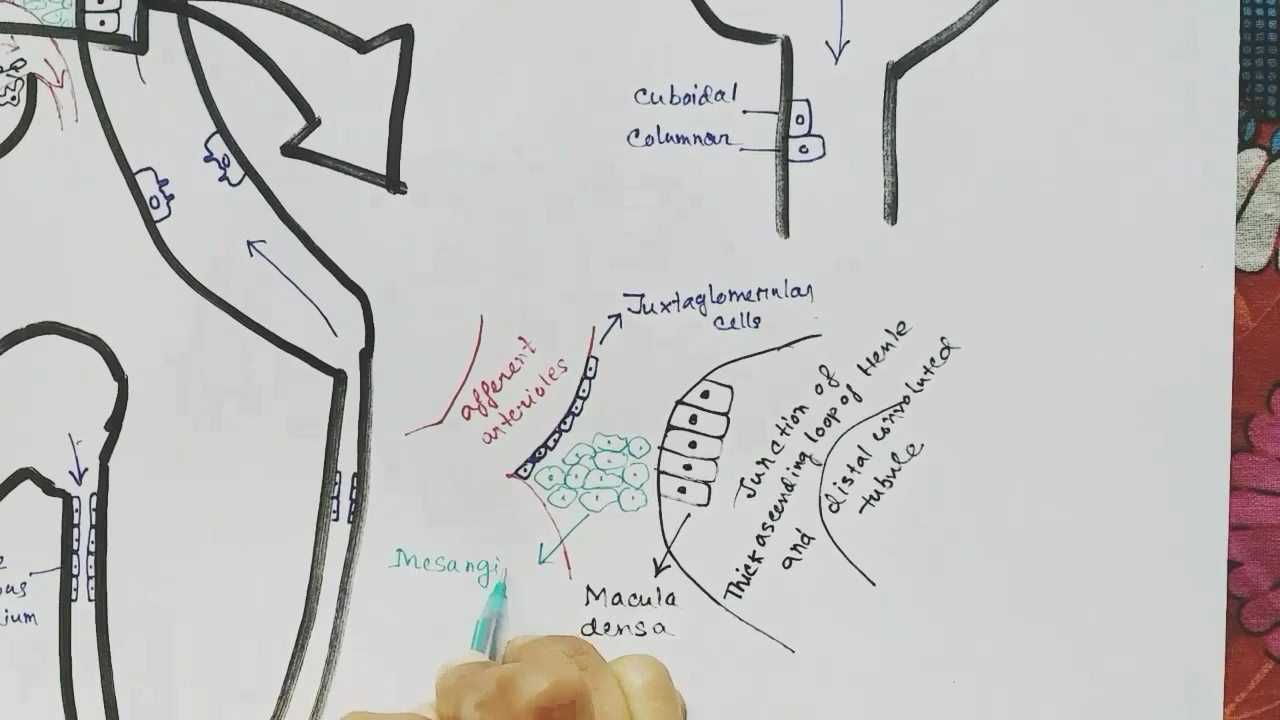 cuboidal
columnar
Juxtaglomerular
cells
afferent
arterioles
Junction of
Thick ascending loop of Henle
and
distal convoluted
tubule
Mesangi
Macula
densa
ium